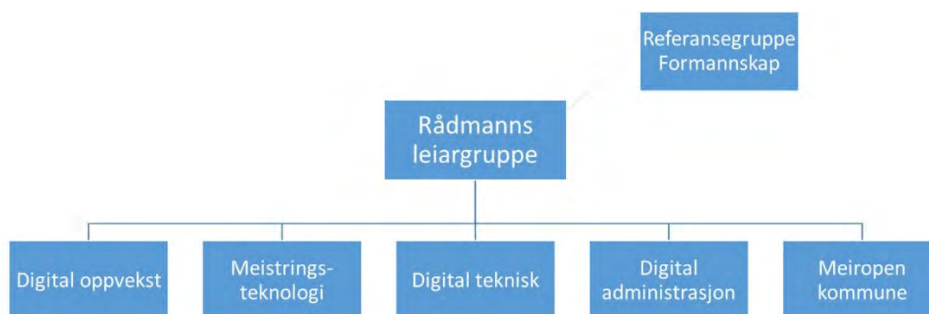 Referansegruppe
Formannskap
Rådmanns
leiargruppe
Digital oppvekst
Meistrings-
teknologi
Digital teknisk
Digital
administrasjon
Meiropen
kommune